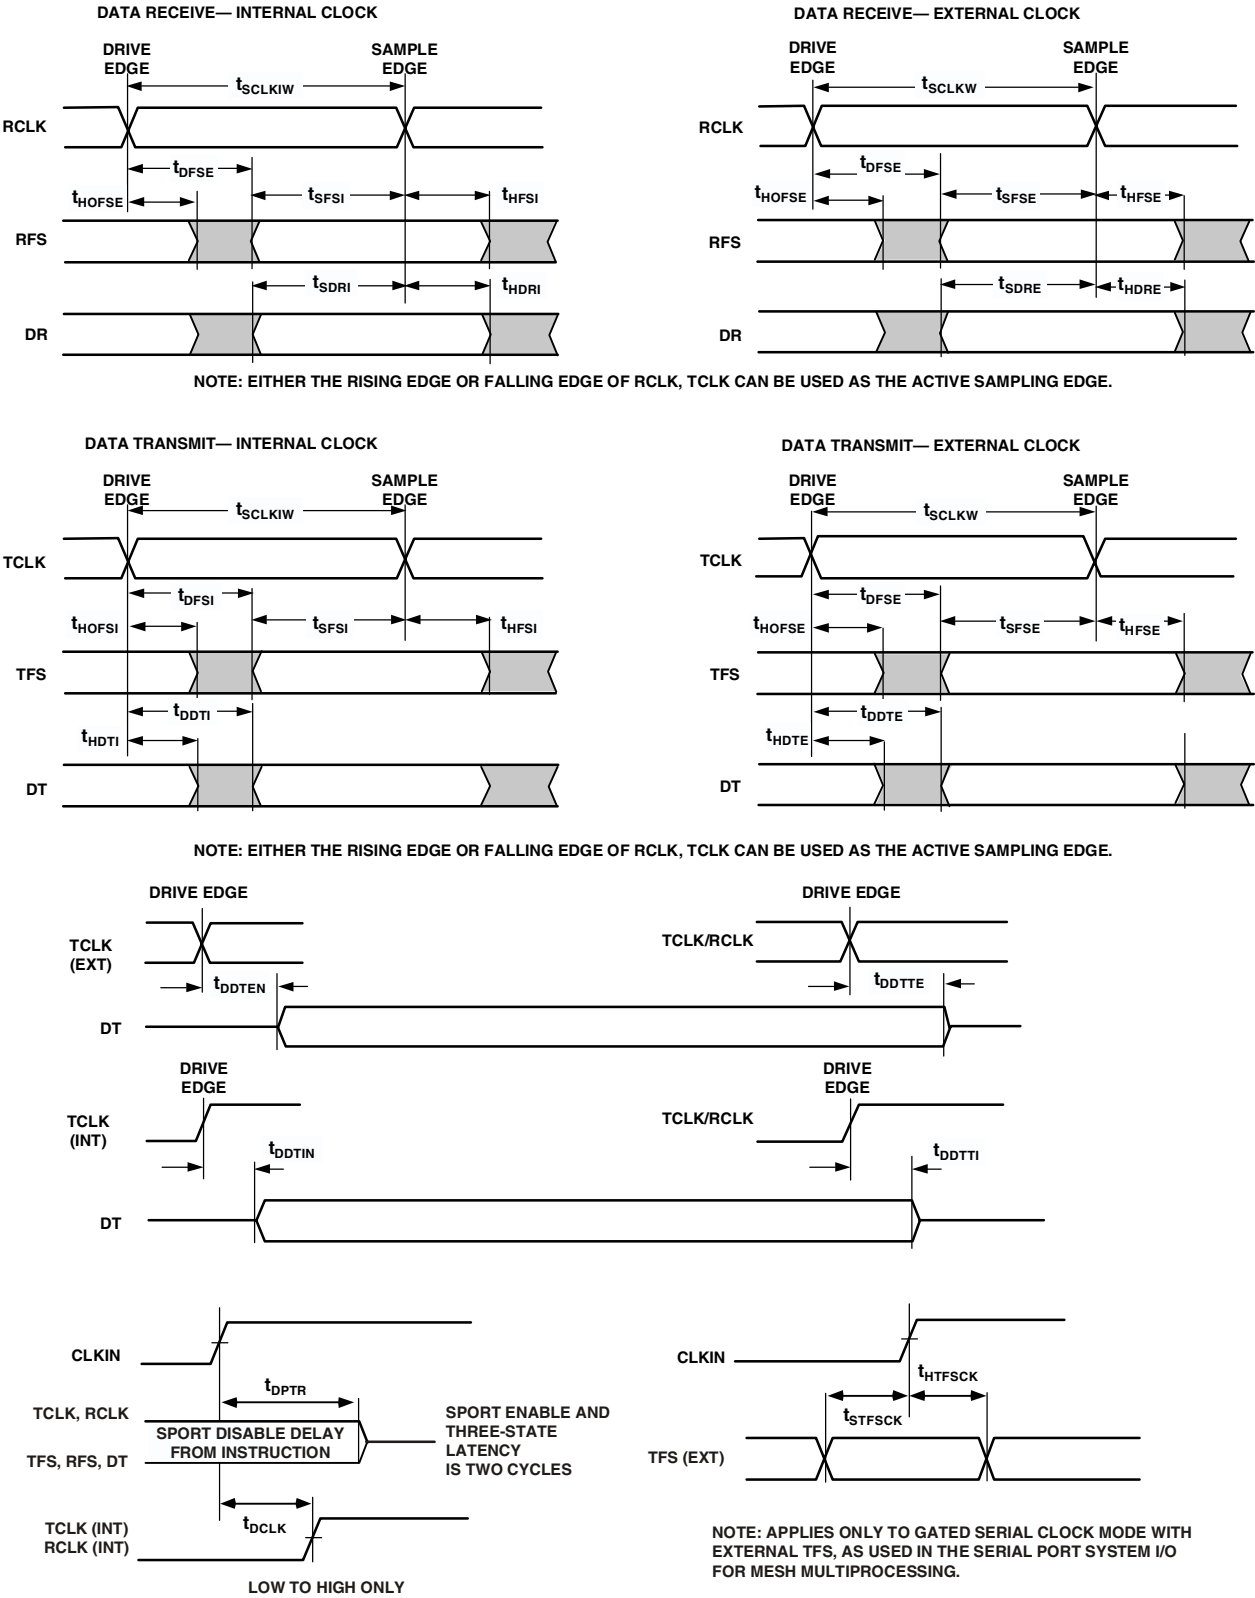 DATA RECEIVE— INTERNAL CLOCK
DRIVE
EDGE
SAMPLE
EDGE
tSCLKIW
RCLK
tDFSE
tHOFSE
tSFSI
tHFSI
RFS
tSDRI
tHDRI
DR
DATA RECEIVE— EXTERNAL CLOCK
DRIVE
EDGE
SAMPLE
EDGE
tSCLKW
RCLK
tDFSE
tHOFSE
tSFSE
tHFSE
RFS
tSDRE
tHDRE
DR
NOTE: EITHER THE RISING EDGE OR FALLING EDGE OF RCLK, TCLK CAN BE USED AS THE ACTIVE SAMPLING EDGE.
DATA TRANSMIT— INTERNAL CLOCK
DRIVE
EDGE
SAMPLE
EDGE
tSCLKIW
TCLK
tDFSI
tHOFSI
tSFSI
tHFSI
TFS
tDDTI
tHDTI
DT
DATA TRANSMIT— EXTERNAL CLOCK
DRIVE
EDGE
SAMPLE
EDGE
tSCLKW
TCLK
tDFSE
tHOFSE
tSFSE
tHFSE
TFS
tDDTE
tHDTE
DT
NOTE: EITHER THE RISING EDGE OR FALLING EDGE OF RCLK, TCLK CAN BE USED AS THE ACTIVE SAMPLING EDGE.
DRIVE EDGE
DRIVE EDGE
TCLK
(EXT)
TCLK/RCLK
tDDTEN
tDDTTE
DT
DRIVE
EDGE
DRIVE
EDGE
TCLK
(INT)
TCLK/RCLK
tDDTIN
tDDTTI
DT
CLKIN
tDPTR
TCLK, RCLK
SPORT DISABLE DELAY
FROM INSTRUCTION
TFS, RFS, DT
SPORT ENABLE AND
THREE-STATE
LATENCY
IS TWO CYCLES
tDCLK
TCLK (INT)
RCLK (INT)
LOW TO HIGH ONLY
CLKIN
tHTFSCK
tSTFSCK
TFS (EXT)
NOTE: APPLIES ONLY TO GATED SERIAL CLOCK MODE WITH
EXTERNAL TFS, AS USED IN THE SERIAL PORT SYSTEM I/O
FOR MESH MULTIPROCESSING.